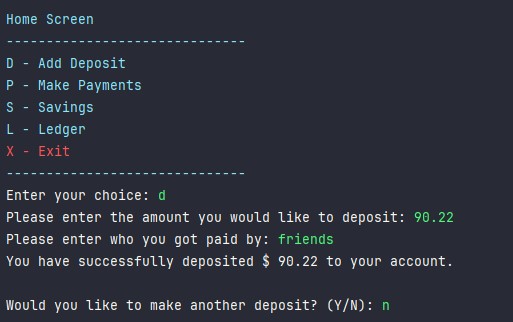 Home Screen
------------------------------
D - Add Deposit
P - Make Payments
S - Savings
L - Ledger
X - Exit
------------------------------
Enter your choice: d
Please enter the amount you would like to deposit: 90.22
Please enter who you got paid by: friends
You have successfully deposited $ 90.22 to your account.
Would you like to make another deposit? (Y/N): n